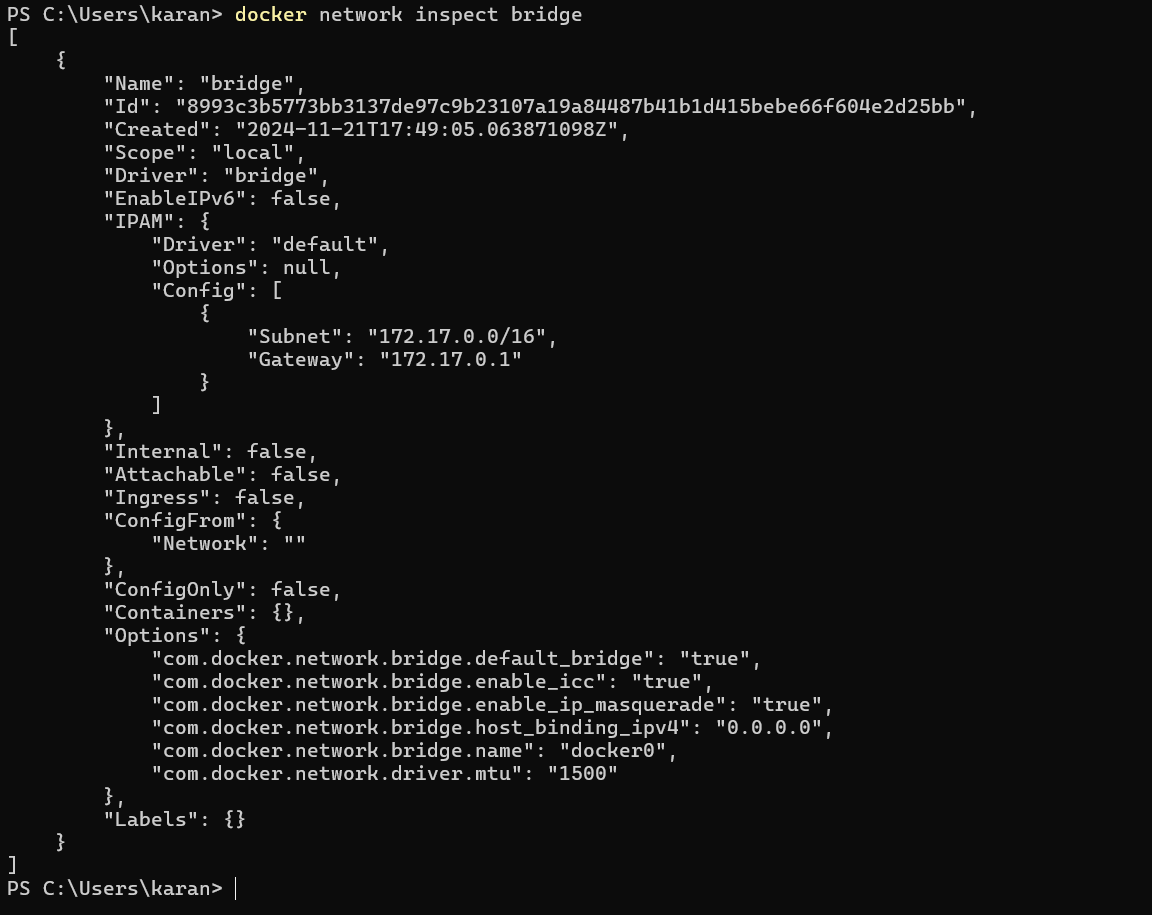 PS C:\Users\karan> docker network inspect bridge
[
    {
        "Name": "bridge",
        "Id": "8993c3b5773bb3137de97c9b23107a19a84487b41b1d415bebe66f604e2d25bb",
        "Created": "2024-11-21T17:49:05.063871098Z",
        "Scope": "local",
        "Driver": "bridge",
        "EnableIPv6": false,
        "IPAM": {
            "Driver": "default",
            "Options": null,
            "Config": [
                {
                    "Subnet": "172.17.0.0/16",
                    "Gateway": "172.17.0.1"
                }
            ]
        },
        "Internal": false,
        "Attachable": false,
        "Ingress": false,
        "ConfigFrom": {
            "Network": ""
        },
        "ConfigOnly": false,
        "Containers": {},
        "Options": {
            "com.docker.network.bridge.default_bridge": "true",
            "com.docker.network.bridge.enable_icc": "true",
            "com.docker.network.bridge.enable_ip_masquerade": "true",
            "com.docker.network.bridge.host_binding_ipv4": "0.0.0.0",
            "com.docker.network.bridge.name": "docker0",
            "com.docker.network.driver.mtu": "1500"
        },
        "Labels": {}
    }
]
PS C:\Users\karan>